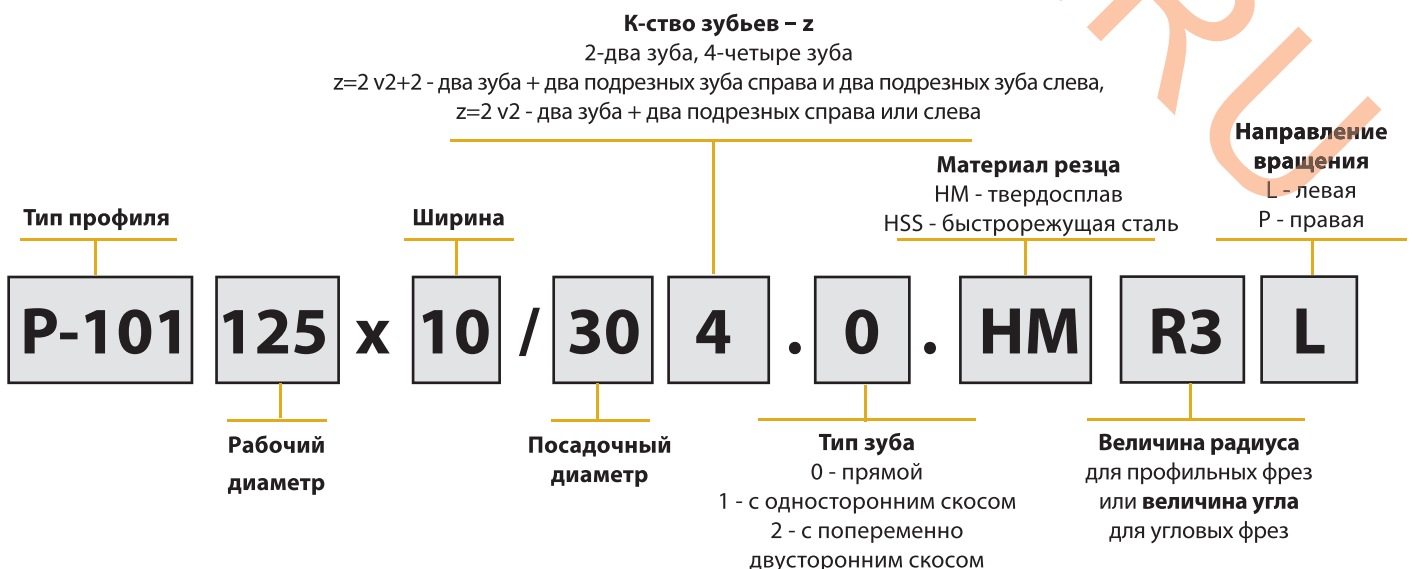 К-ство зубьев – z
2-два зуба, 4-четыре зуба
z=2 v2+2 - два зуба + два подрезных зуба справа и два подрезных зуба слева,
z=2 v2 - два зуба + два подрезных справа или слева
Направление
вращения
L - левая
P - правая
Материал резца
HM - твердосплав
HSS - быстрорежущая сталь
Тип профиля
Ширина
P-101 125 x 10 / 30 4 . 0 . HM R3 L
Рабочий
диаметр
Посадочный
диаметр
Тип зуба
0 - прямой
1 - с односторонним скосом
2 - с попеременно
двусторонним скосом
Величина радиуса
для профильных фрез
или величина угла
для угловых фрез
RU